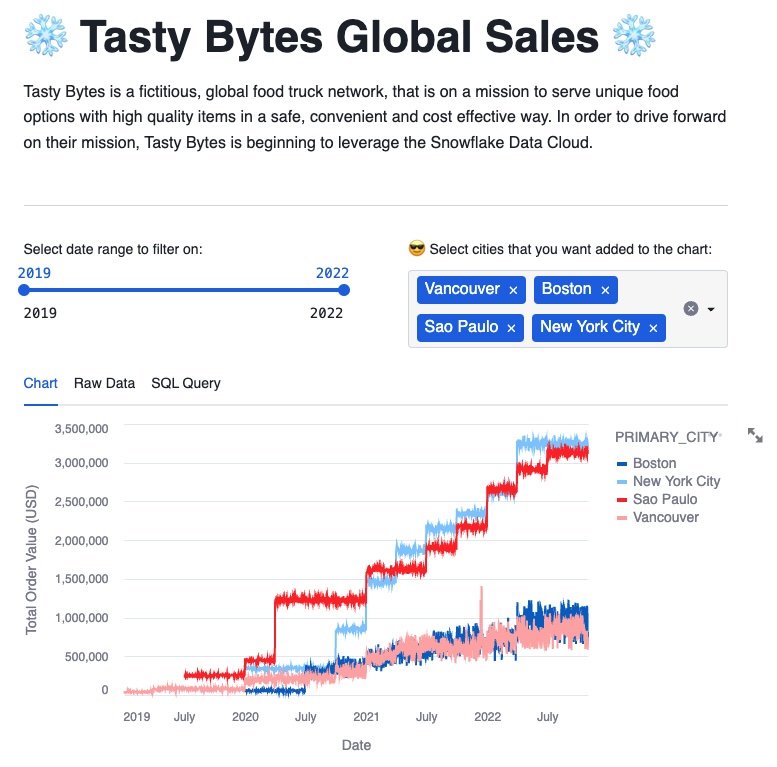 Tasty Bytes Global Sales
Tasty Bytes is a fictitious, global food truck network, that is on a mission to serve unique food
options with high quality items in a safe, convenient and cost effective way. In order to drive forward
on their mission, Tasty Bytes is beginning to leverage the Snowflake Data Cloud.
Select date range to filter on:
2019 2022
2019 2022
😎 Select cities that you want added to the chart:
Vancouver × Boston ×
Sao Paulo × New York City ×
Chart Raw Data SQL Query
3,500,000
3,000,000
2,500,000
2,000,000
1,500,000
1,000,000
500,000
0
Total Order Value (USD)
2019 July 2020 July 2021 July 2022 July
Date
PRIMARY_CITY
Boston
New York City
Sao Paulo
Vancouver